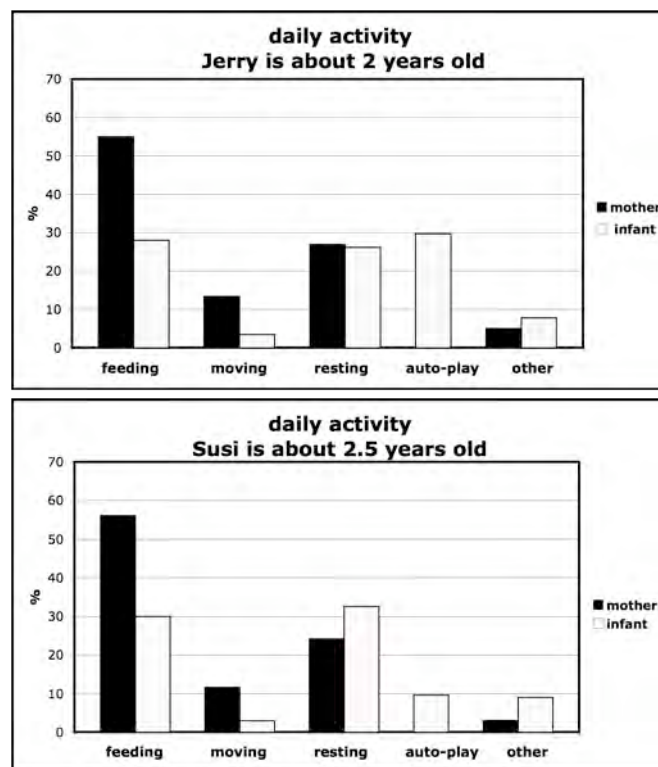 daily activity
Jerry is about 2 years old
70
60
50
40
30
20
10
0
%
feeding moving resting auto-play other
mother
infant
daily activity
Susi is about 2.5 years old
70
60
50
40
30
20
10
0
%
feeding moving resting auto-play other
mother
infant